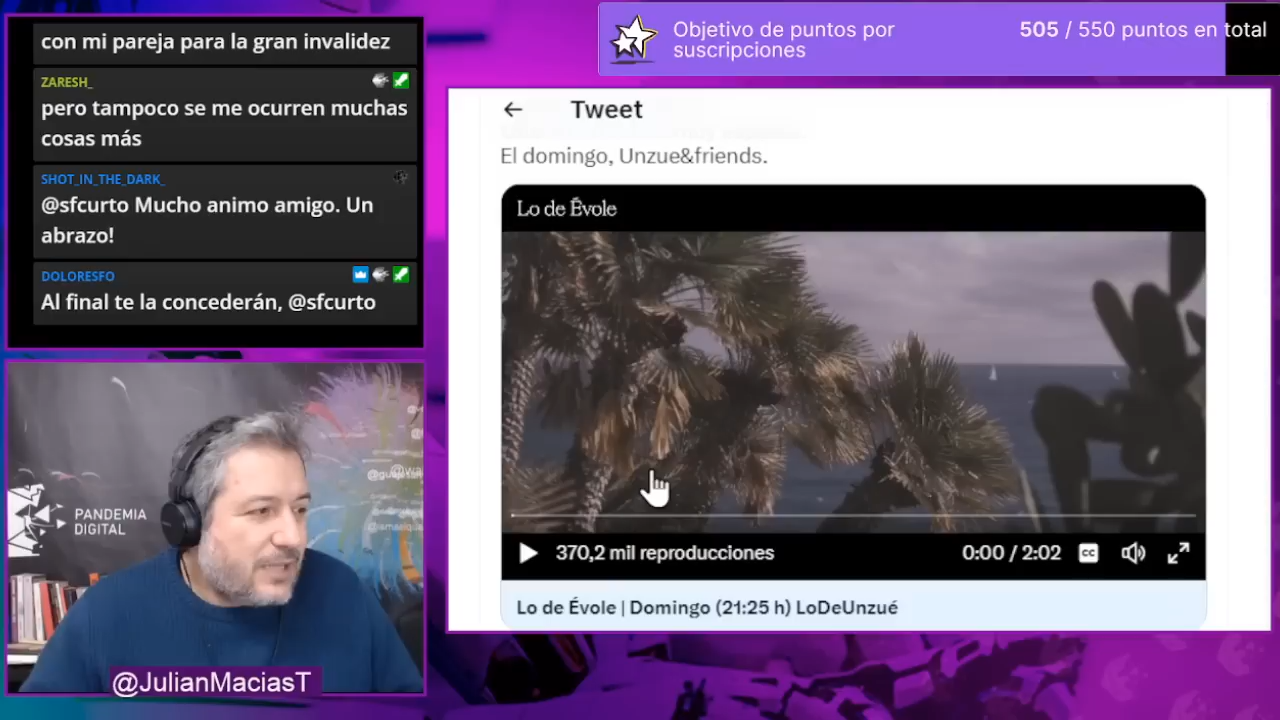 con mi pareja para la gran invalidez
ZARESH_
pero tampoco se me ocurren muchas
cosas más
SHOT_IN_THE_DARK_
@sfcurto Mucho animo amigo. Un
abrazo!
DOLORESFO
Al final te la concederán, @sfcurto
Objetivo de puntos por
suscripciones
505 / 550 puntos en total
Tweet
El domingo, Unzue&friends.
Lo de Évole
370,2 mil reproducciones
0:00 / 2:02
CC
Lo de Évole | Domingo (21:25 h) LoDeUnzué
PANDEMIA
DIGITAL
@JulianMaciasT